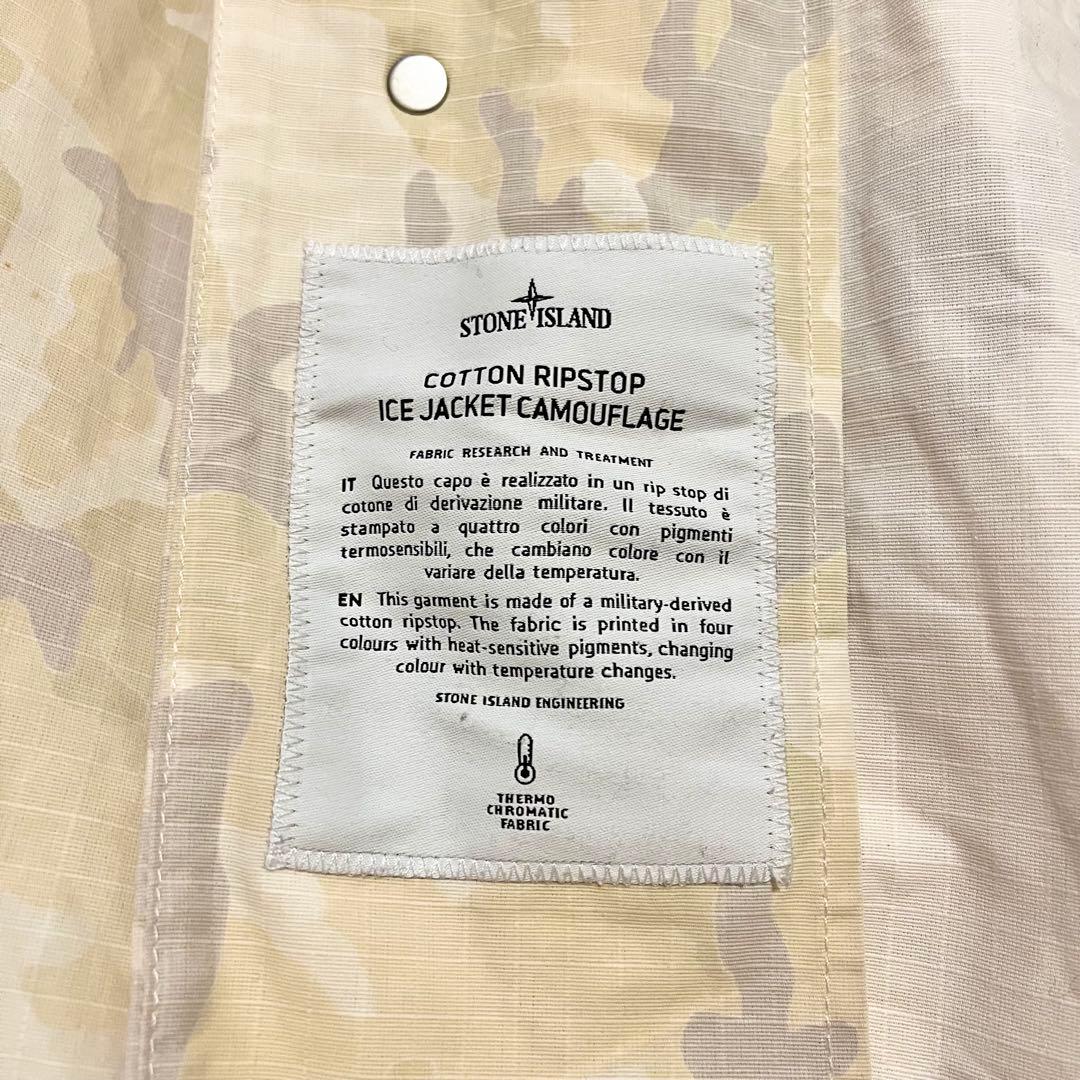 STONE ISLAND
COTTON RIPSTOP
ICE JACKET CAMOUFLAGE
FABRIC RESEARCH AND TREATMENT
IT Questo capo è realizzato in un rip stop di
cotone di derivazione militare. Il tessuto è
stampato a quattro colori con pigmenti
termosensibili, che cambiano colore con il
variare della temperatura.
EN This garment is made of a military-derived
cotton ripstop. The fabric is printed in four
colours with heat-sensitive pigments, changing
colour with temperature changes.
STONE ISLAND ENGINEERING
THERMO
CHROMATIC
FABRIC